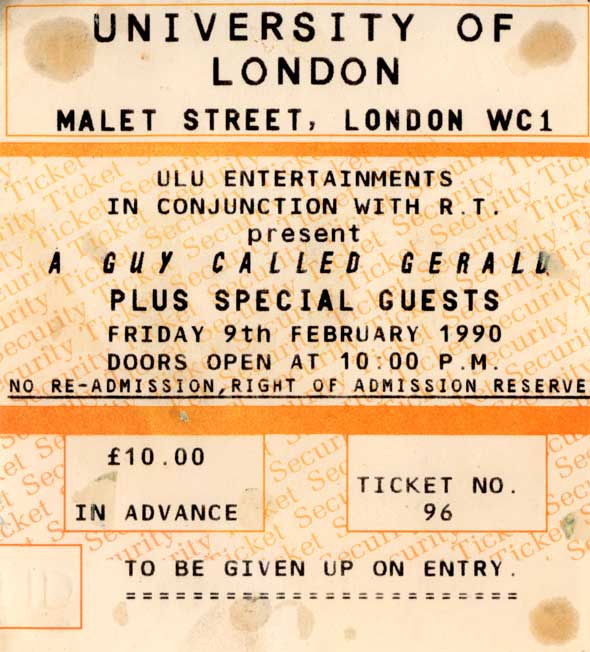 UNIVERSITY OF
LONDON
MALET STREET, LONDON WC1
ULU ENTERTAINMENTS
IN CONJUNCTION WITH R.T.
present
A GUY CALLED GERALD
PLUS SPECIAL GUESTS
FRIDAY 9th FEBRUARY 1990
DOORS OPEN AT 10:00 P.M.
NO RE-ADMISSION, RIGHT OF ADMISSION RESERVE
£10.00
IN ADVANCE
TICKET NO.
96
TO BE GIVEN UP ON ENTRY.
========================